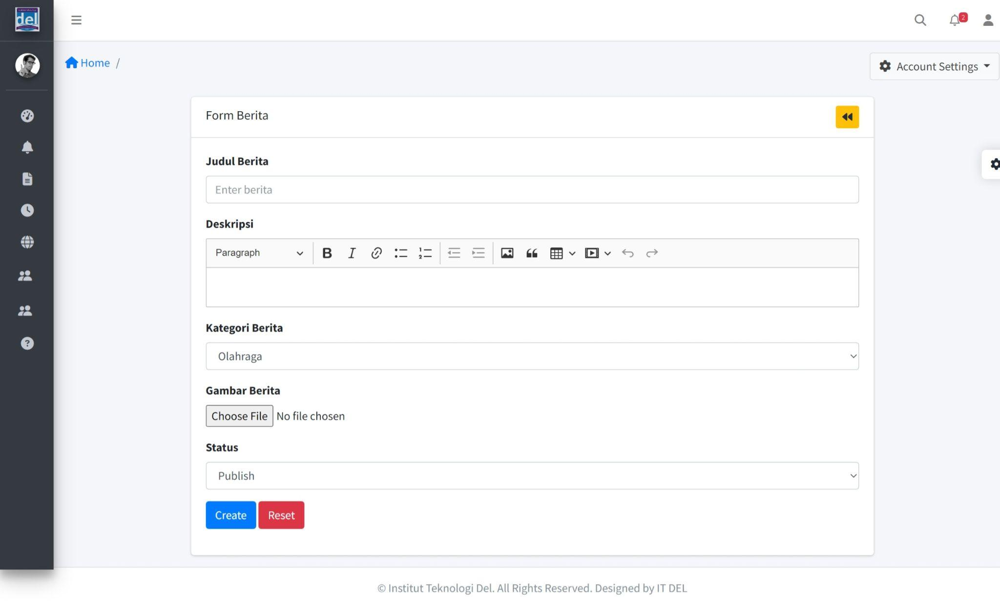 del
2
Home /
Account Settings
Form Berita
Judul Berita
Enter berita
Deskripsi
Paragraph
Kategori Berita
Olahraga
Gambar Berita
Choose File No file chosen
Status
Publish
Create Reset
© Institut Teknologi Del. All Rights Reserved. Designed by IT DEL